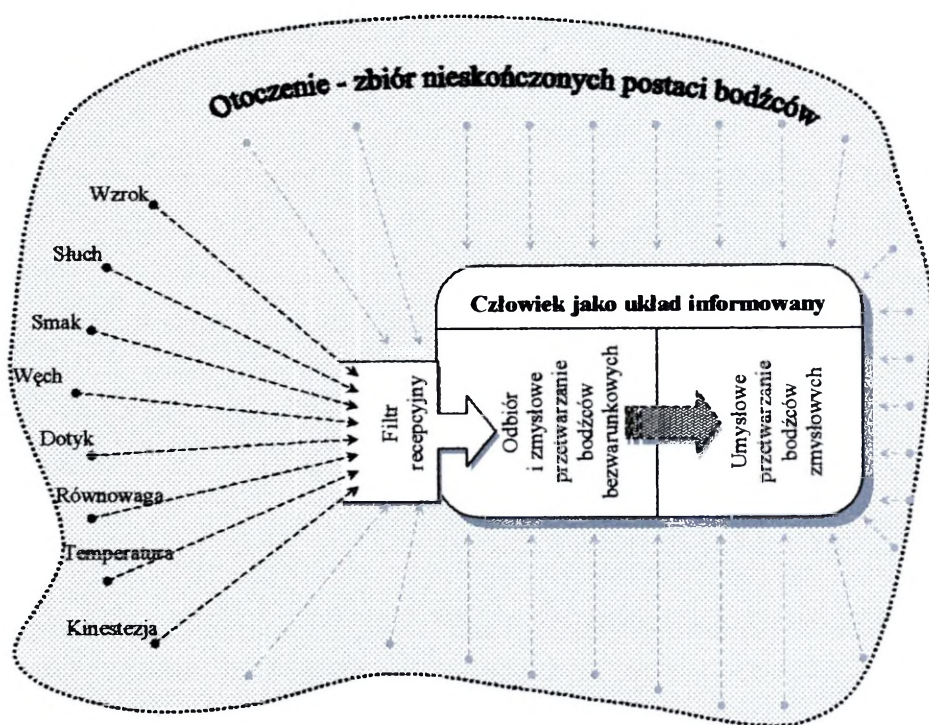 Otoczenie - zbiór nieskończonych postaci bodźców
Wzrok
Słuch
Smak
Węch
Dotyk
Równowaga
Temperatura
Kinestezja
Filtr
recepcyjny
Człowiek jako układ informowany
Odbiór
i zmysłowe
przetwarzanie
bodźców
bezwarunkowych
Umysłowe
przetwarzanie
bodźców
zmysłowych